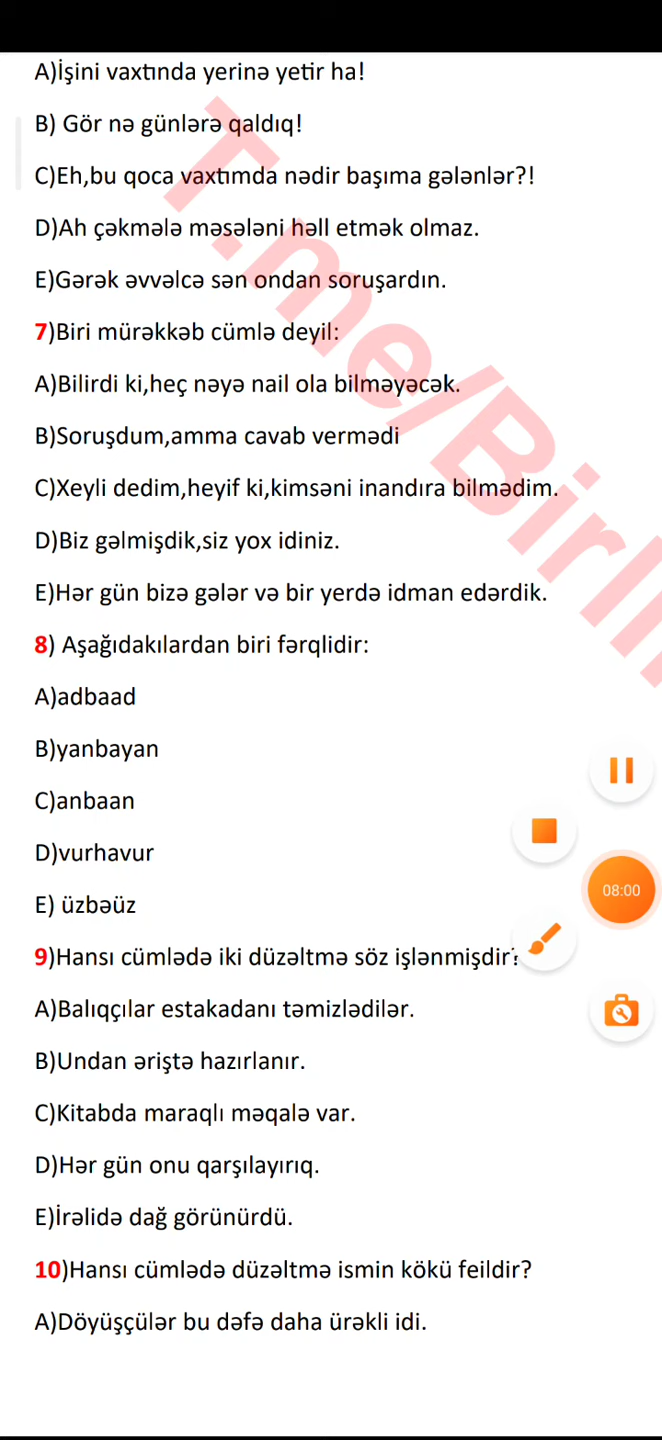 A)İşini vaxtında yerinə yetir ha!
B) Gör nə günlərə qaldıq!
C)Eh,bu qoca vaxtımda nədir başıma gələnlər?!
D)Ah çəkmələ məsələni həll etmək olmaz.
E)Gərək əvvəlcə sən ondan soruşardın.
7)Biri mürəkkəb cümlə deyil:
A)Bilirdi ki,heç nəyə nail ola bilməyəcək.
B)Soruşdum,amma cavab vermədi
C)Xeyli dedim,heyif ki,kimsəni inandıra bilmədim.
D)Biz gəlmişdik,siz yox idiniz.
E)Hər gün bizə gələr və bir yerdə idman edərdik.
8) Aşağıdakılardan biri fərqlidir:
A)adbaad
B)yanbayan
C)anbaan
D)vurhavur
E) üzbəüz
9)Hansı cümlədə iki düzəltmə söz işlənmişdir?
A)Balıqçılar estakadanı təmizlədilər.
B)Undan əriştə hazırlanır.
C)Kitabda maraqlı məqalə var.
D)Hər gün onu qarşılayırıq.
E)İrəlidə dağ görünürdü.
10)Hansı cümlədə düzəltmə ismin kökü feildir?
A)Döyüşçülər bu dəfə daha ürəkli idi.
08:00